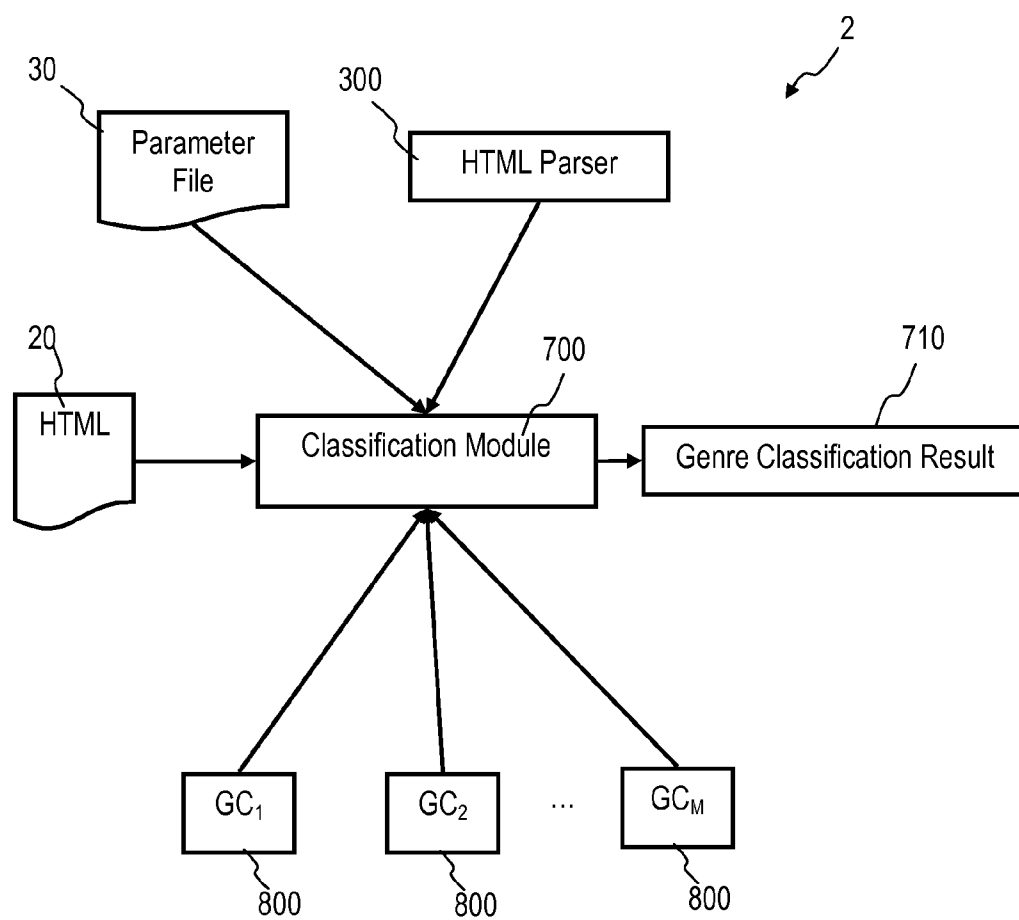 2
30
300
Parameter
File
HTML Parser
20
700
710
HTML
Classification Module
Genre Classification Result
GC₁
GC₂
...
GC_M
800
800
800